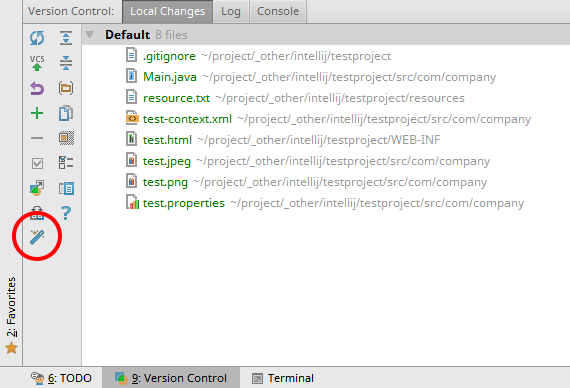 Version Control: Local Changes Log Console
Default 8 files
.gitignore ~/project/_other/intellij/testproject
Main.java ~/project/_other/intellij/testproject/src/com/company
resource.txt ~/project/_other/intellij/testproject/resources
test-context.xml ~/project/_other/intellij/testproject/src/com/company
test.html ~/project/_other/intellij/testproject/WEB-INF
test.jpeg ~/project/_other/intellij/testproject/src/com/company
test.png ~/project/_other/intellij/testproject/src/com/company
test.properties ~/project/_other/intellij/testproject/src/com/company
VCS
?
2: Favorites
6: TODO 9: Version Control Terminal